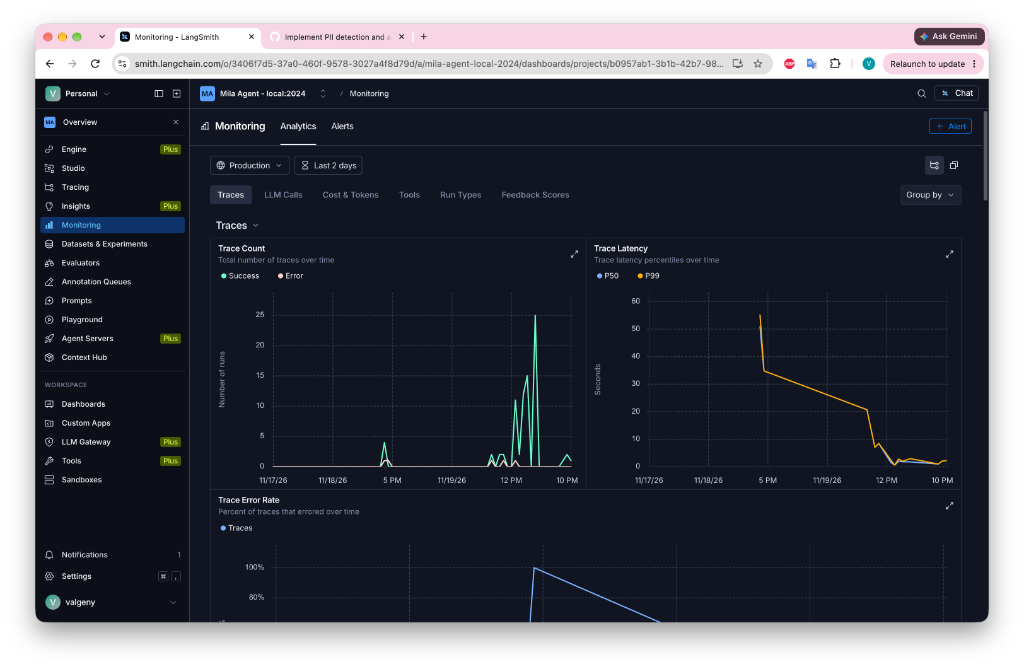 Monitoring - LangSmith
Implement PII detection and a
Ask Gemini
smith.langchain.com/o/3406f7d5-37a0-460f-9578-3027a4f8d79d/a/mila-agent-local-2024/dashboards/projects/b0957ab1-3b1b-42b7-98...
ABP
V
Relaunch to update
V Personal
MA Mila Agent - local:2024 / Monitoring
Chat
MA Overview
Monitoring Analytics Alerts
+ Alert
Engine Plus
Studio
Tracing
Insights Plus
Monitoring
Datasets & Experiments
Evaluators
Annotation Queues
Prompts
Playground
Agent Servers Plus
Context Hub
WORKSPACE
Dashboards
Custom Apps
LLM Gateway Plus
Tools Plus
Sandboxes
Notifications 1
Settings ⌘ ,
V valgeny
Production Last 2 days
Traces LLM Calls Cost & Tokens Tools Run Types Feedback Scores
Group by
Traces
Trace Count
Total number of traces over time
Success Error
Number of runs
25
20
15
10
5
0
11/17/26 11/18/26 5 PM 11/19/26 12 PM 10 PM
Trace Latency
Trace latency percentiles over time
P50 P99
Seconds
60
50
40
30
20
10
0
11/17/26 11/18/26 5 PM 11/19/26 12 PM 10 PM
Trace Error Rate
Percent of traces that errored over time
Traces
100%
80%